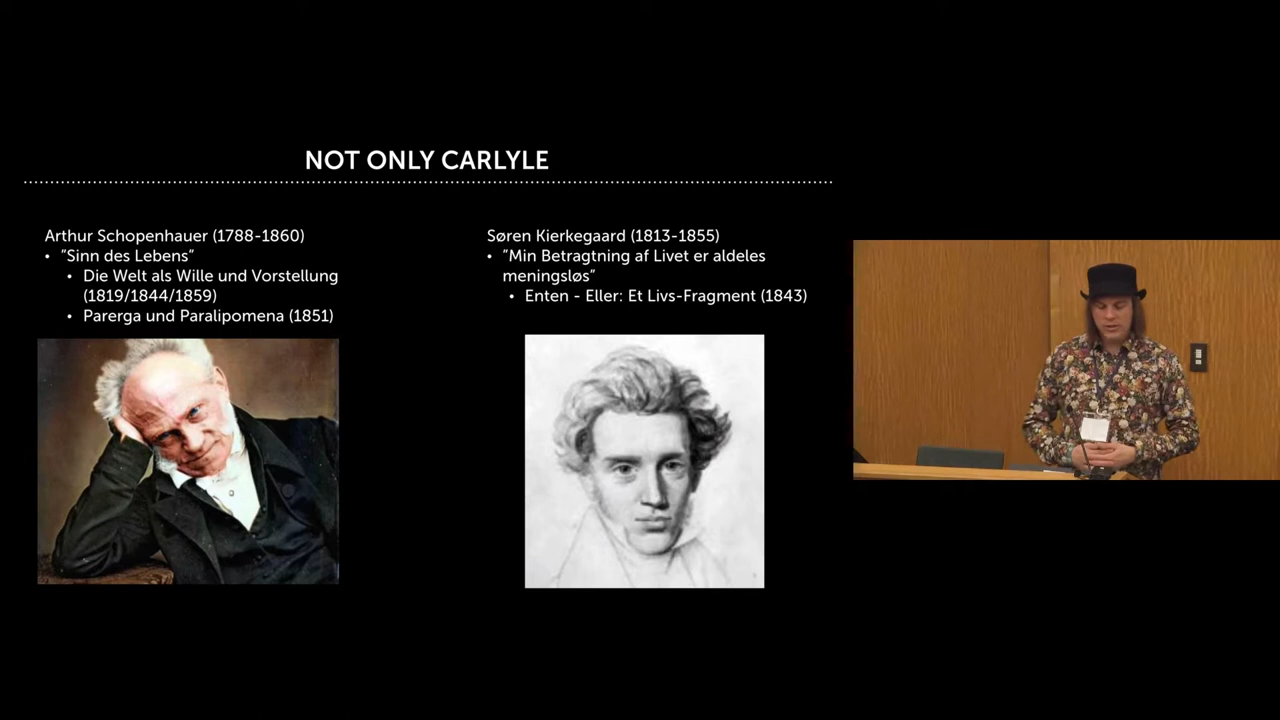 NOT ONLY CARLYLE
Arthur Schopenhauer (1788-1860)
• ”Sinn des Lebens”
• Die Welt als Wille und Vorstellung
(1819/1844/1859)
• Parerga und Paralipomena (1851)
Søren Kierkegaard (1813-1855)
• ”Min Betragtning af Livet er aldeles
meningsløs”
• Enten - Eller: Et Livs-Fragment (1843)